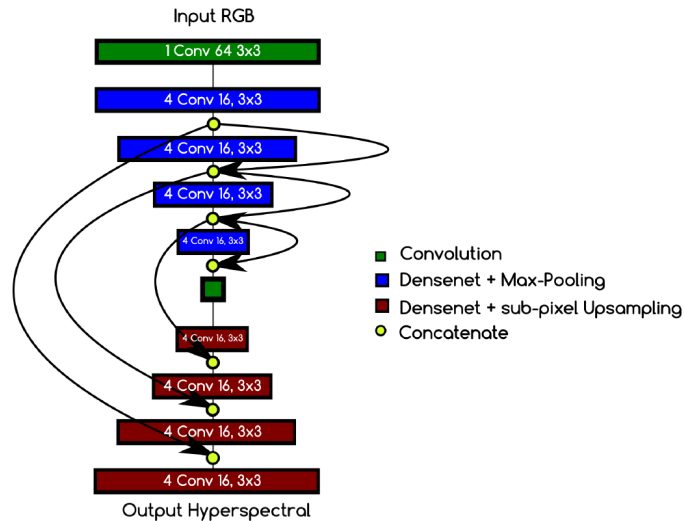 Input RGB
1 Conv 64 3x3
4 Conv 16, 3x3
4 Conv 16, 3x3
4 Conv 16, 3x3
4 Conv 16, 3x3
Convolution
Densenet + Max-Pooling
Densenet + sub-pixel Upsampling
Concatenate
4 Conv 16, 3x3
4 Conv 16, 3x3
4 Conv 16, 3x3
4 Conv 16, 3x3
Output Hyperspectral